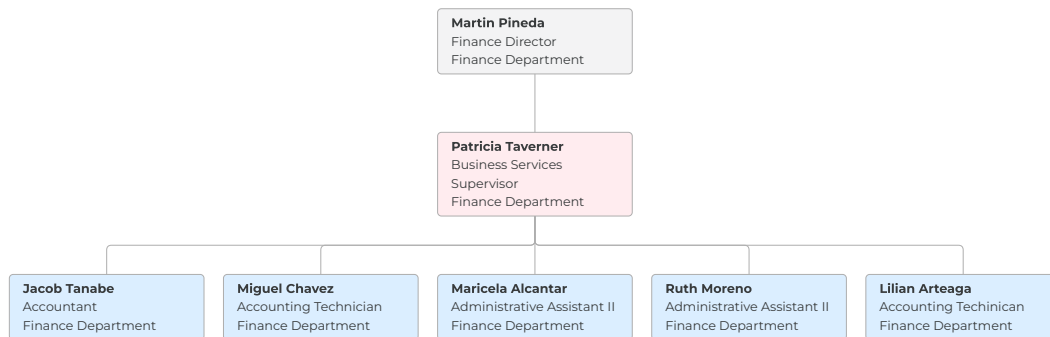 Martin Pineda
Finance Director
Finance Department
Patricia Taverner
Business Services
Supervisor
Finance Department
Jacob Tanabe
Accountant
Finance Department
Miguel Chavez
Accounting Technician
Finance Department
Maricela Alcantar
Administrative Assistant II
Finance Department
Ruth Moreno
Administrative Assistant II
Finance Department
Lilian Arteaga
Accounting Techinican
Finance Department